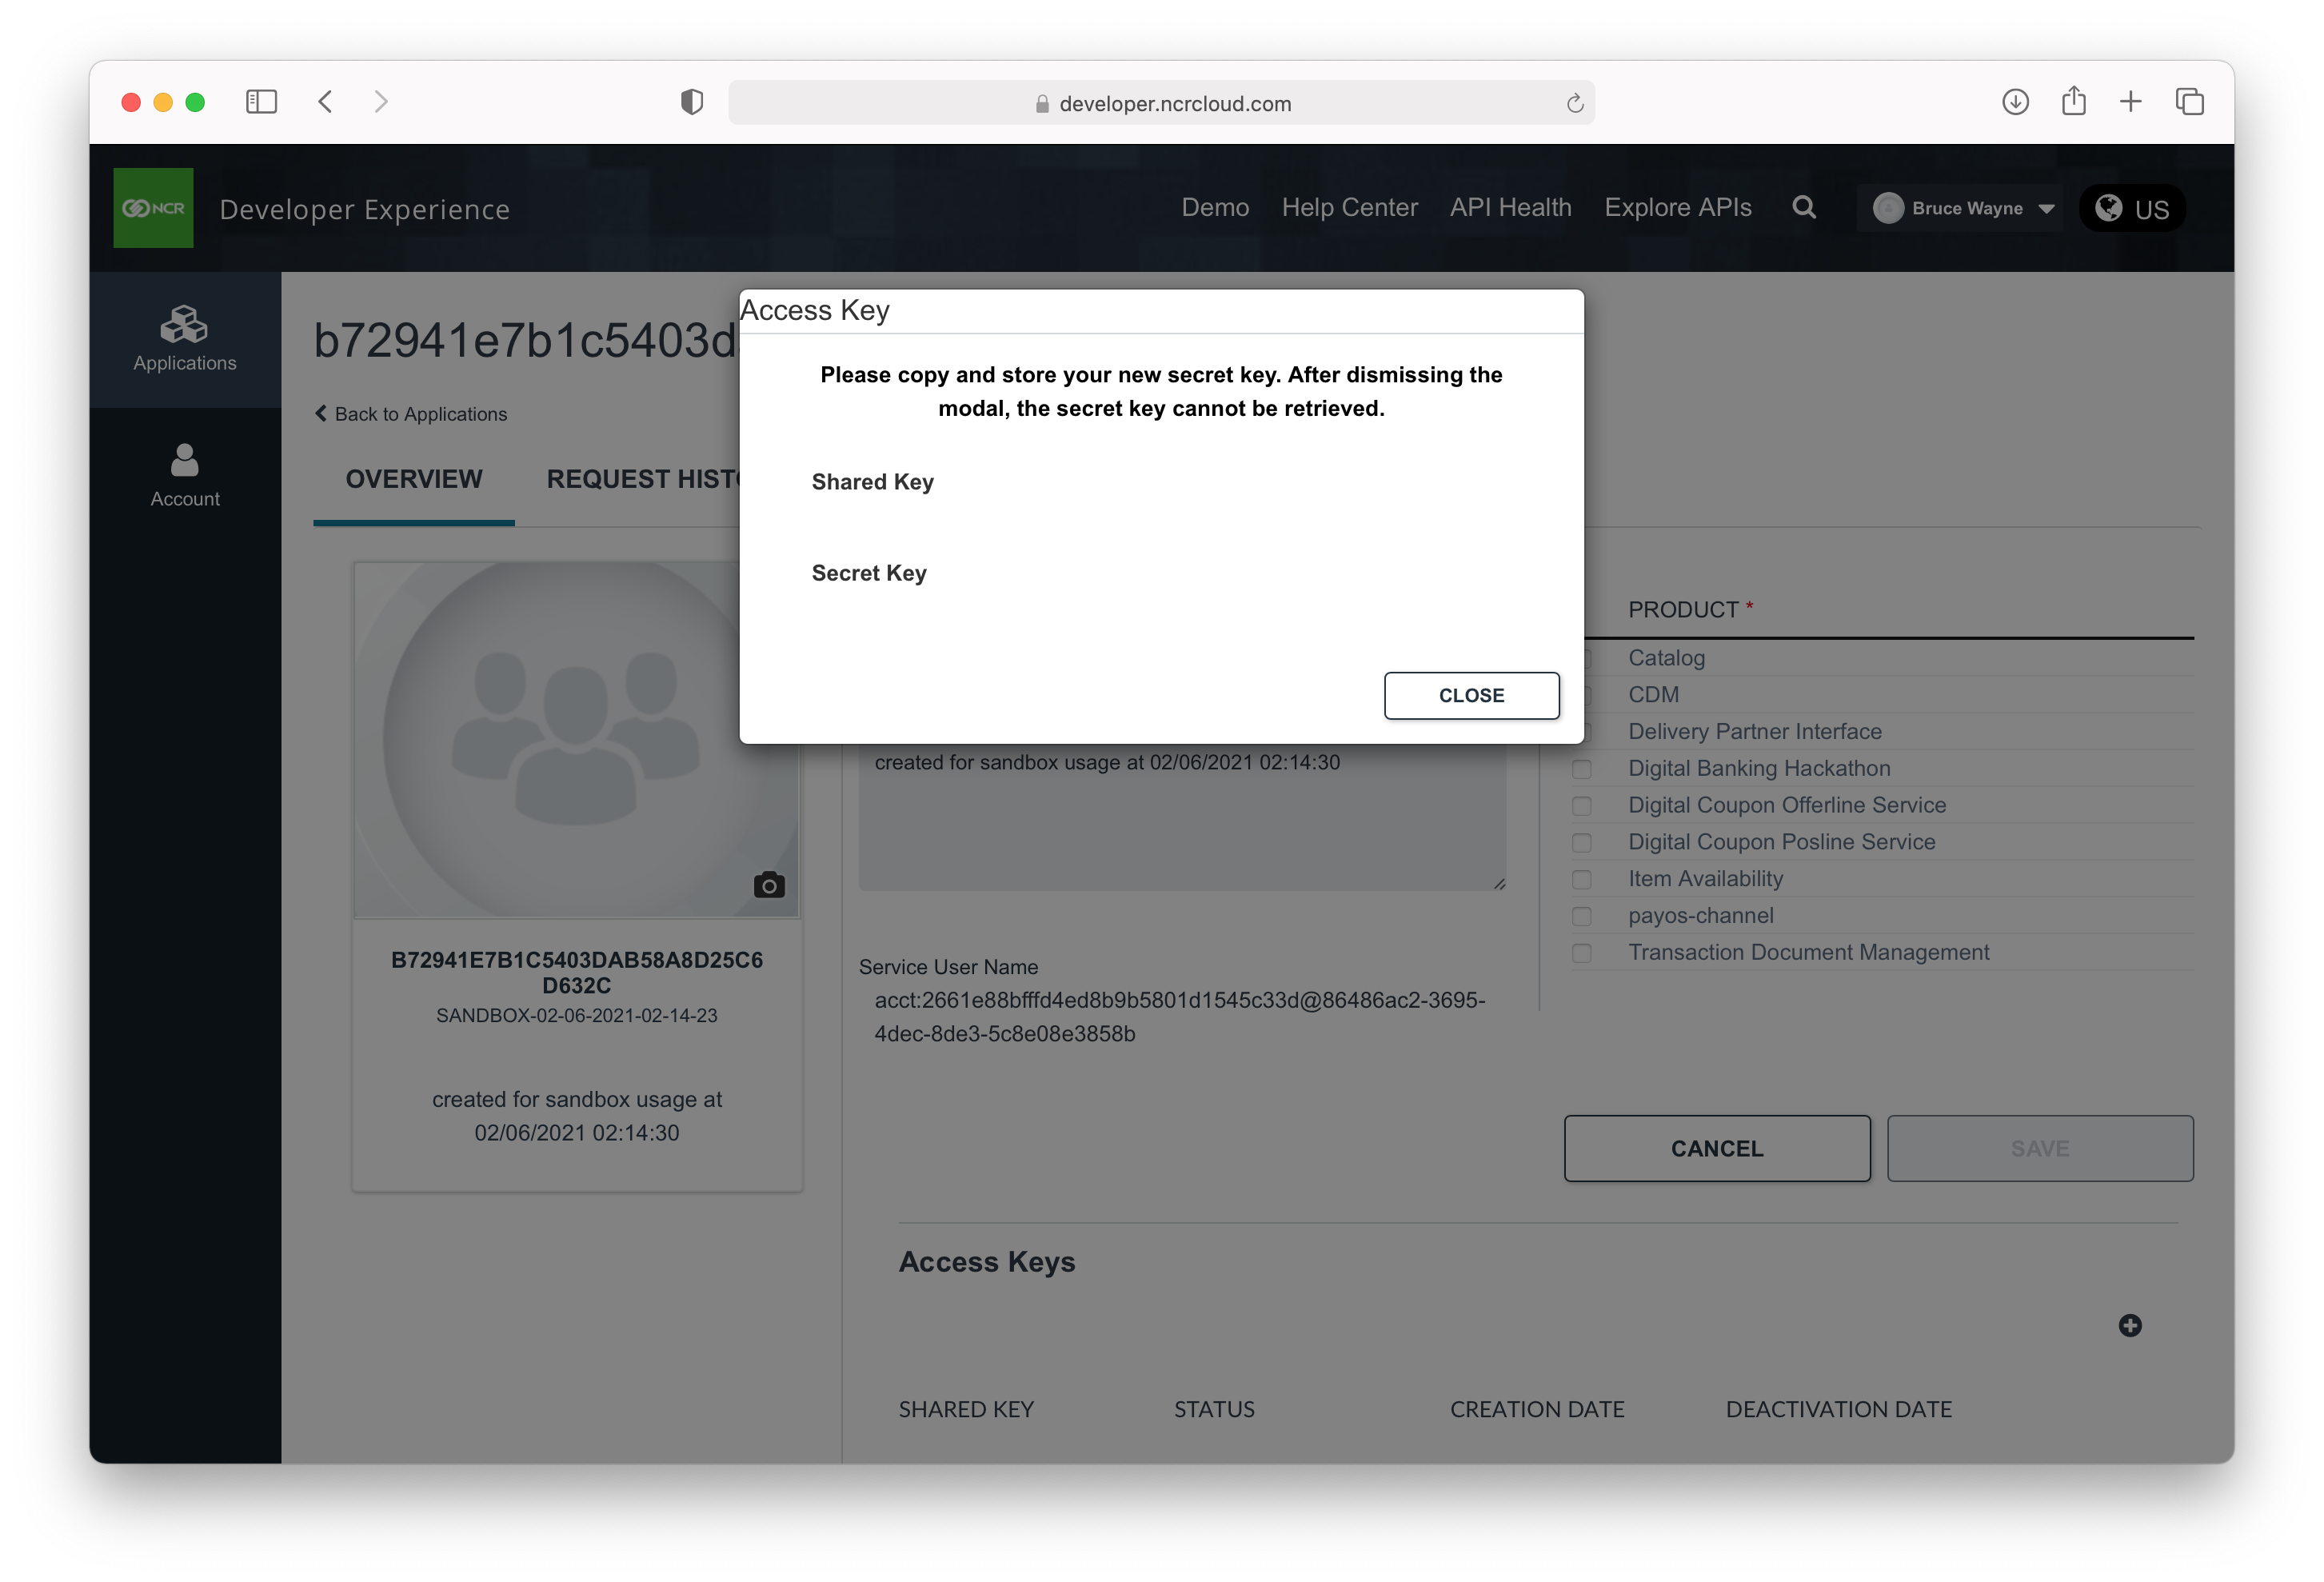 developer.ncrcloud.com
NCR
Developer Experience
Demo
Help Center
API Health
Explore APIs
Bruce Wayne
US
Applications
Account
b72941e7b1c5403d
Back to Applications
OVERVIEW
REQUEST HISTO
Access Key
Please copy and store your new secret key. After dismissing the
modal, the secret key cannot be retrieved.
Shared Key
Secret Key
CLOSE
B72941E7B1C5403DAB58A8D25C6
D632C
SANDBOX-02-06-2021-02-14-23
created for sandbox usage at
02/06/2021 02:14:30
created for sandbox usage at 02/06/2021 02:14:30
Service User Name
acct:2661e88bfffd4ed8b9b5801d1545c33d@86486ac2-3695-
4dec-8de3-5c8e08e3858b
PRODUCT *
Catalog
CDM
Delivery Partner Interface
Digital Banking Hackathon
Digital Coupon Offerline Service
Digital Coupon Posline Service
Item Availability
payos-channel
Transaction Document Management
CANCEL
SAVE
Access Keys
SHARED KEY
STATUS
CREATION DATE
DEACTIVATION DATE